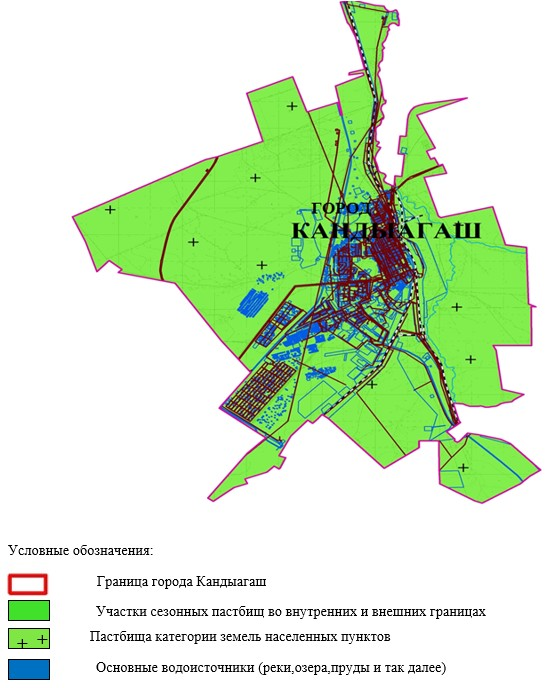 ГОРОД
КАНДЫАГАШ
Условные обозначения:
Граница города Кандыагаш
Участки сезонных пастбищ во внутренних и внешних границах
Пастбища категории земель населенных пунктов
Основные водоисточники (реки,озера,пруды и так далее)